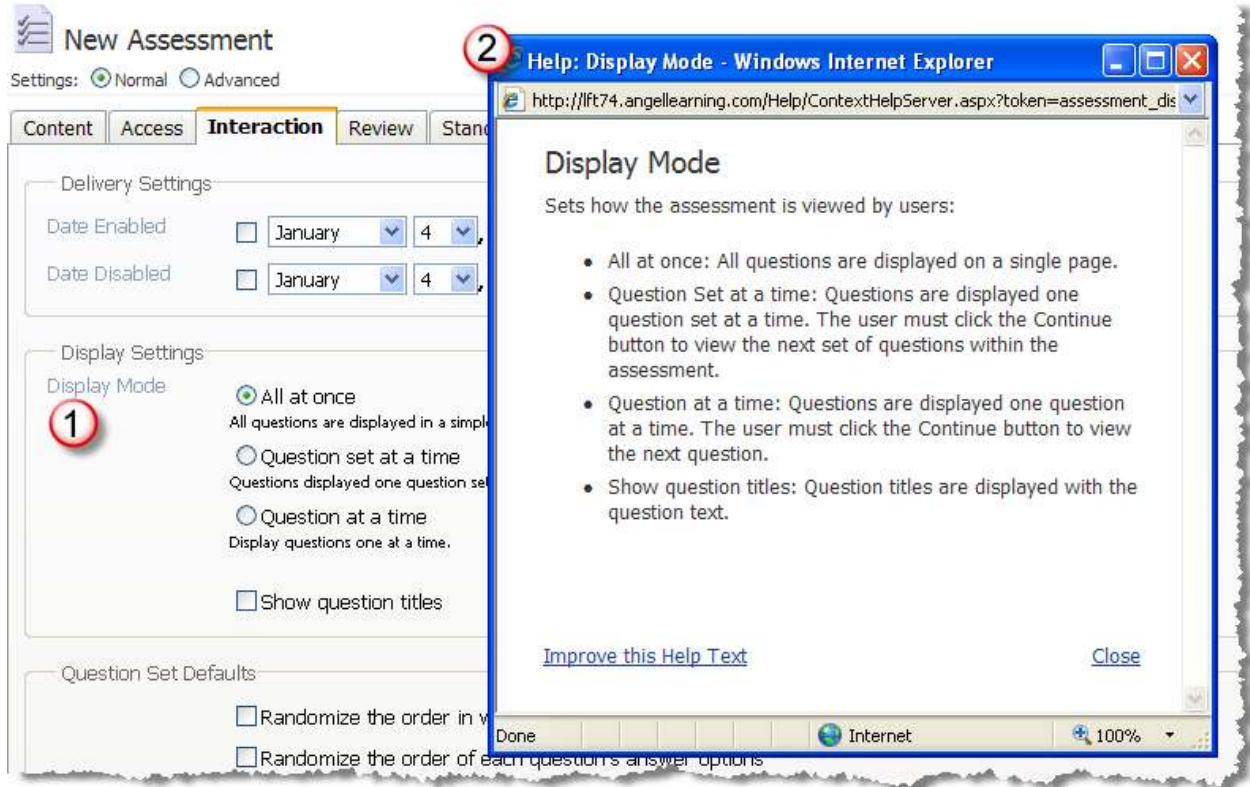 New Assessment
Settings: Normal Advanced
Content Access Interaction Review
Delivery Settings
Date Enabled January 4 ,
Date Disabled January 4 ,
Display Settings
Display Mode
1
All at once
All questions are displayed in a
Question set at a time
Questions displayed one question
Question at a time
Display questions one at a time.
Show question titles
Question Set Defaults
Randomize the order in
Randomize the order of each question's answer options
2
Help: Display Mode - Windows Internet Explorer
http://lft74.angellearning.com/Help/ContextHelpServer.aspx?token=assessment_dis
Display Mode
Sets how the assessment is viewed by users:
• All at once: All questions are displayed on a single page.
• Question Set at a time: Questions are displayed one
question set at a time. The user must click the Continue
button to view the next set of questions within the
assessment.
• Question at a time: Questions are displayed one question
at a time. The user must click the Continue button to view
the next question.
• Show question titles: Question titles are displayed with the
question text.
Improve this Help Text Close
Done Internet 100%